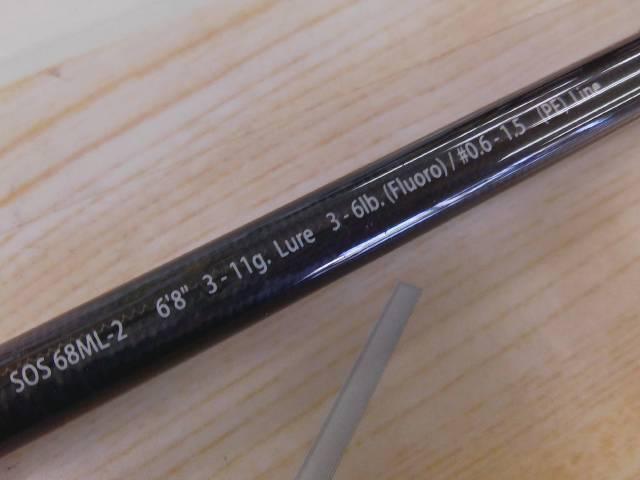 SOS 68ML-2 6'8" 3 - 11g. Lure 3 - 6lb. (Fluoro) / #0.6 - 1.5 (PE) Line